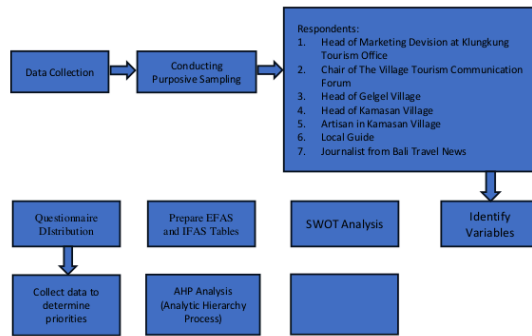 Data Collection
Conducting
Purposive Sampling
Respondents:
1. Head of Marketing Devision at Klungkung
Tourism Office
2. Chair of The Village Tourism Communication
Forum
3. Head of Gelgel Village
4. Head of Kamasan Village
5. Artisan in Kamasan Village
6. Local Guide
7. Journalist from Bali Travel News
Questionnaire
DIstribution
Prepare EFAS
and IFAS Tables
SWOT Analysis
Identify
Variables
Collect data to
determine
priorities
AHP Analysis
(Analytic Hierarchy
Process)